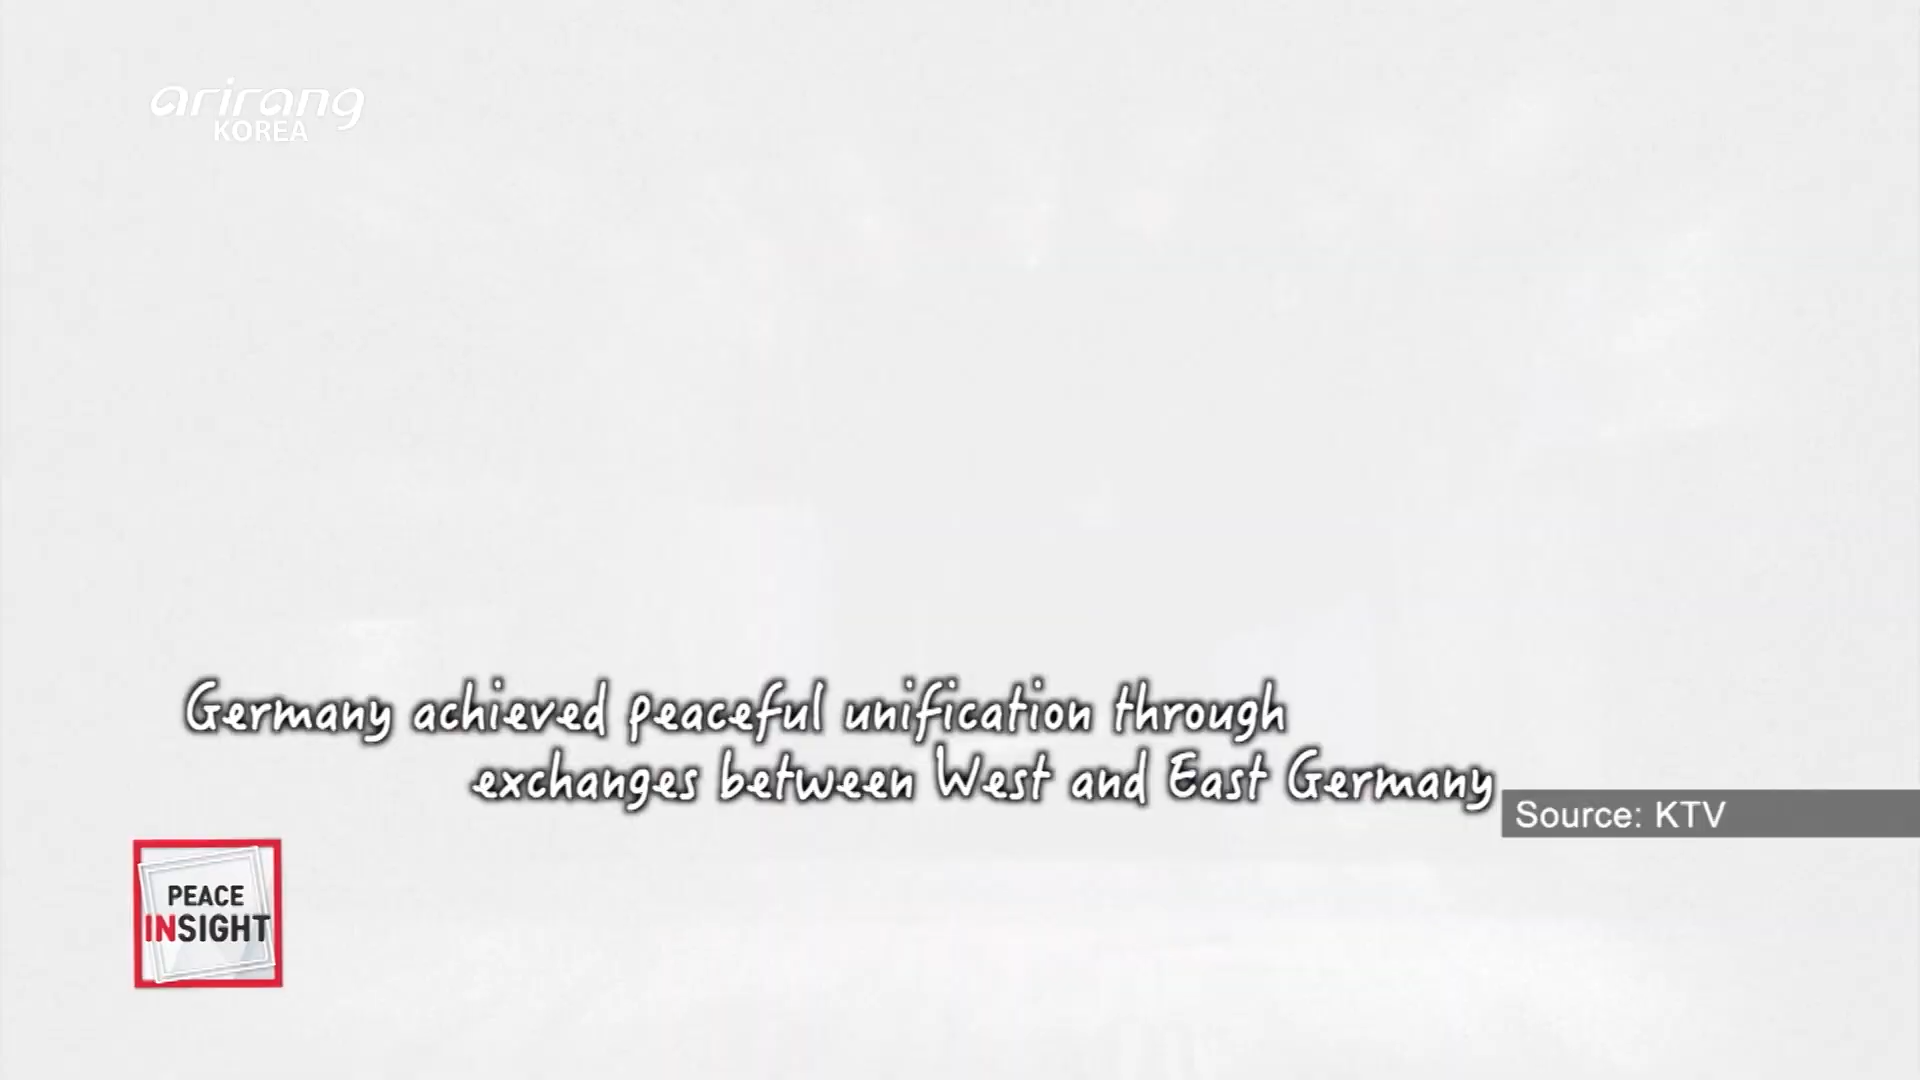 arirang
KOREA
Germany achieved peaceful unification through
exchanges between West and East Germany
Source: KTV
PEACE
INSIGHT